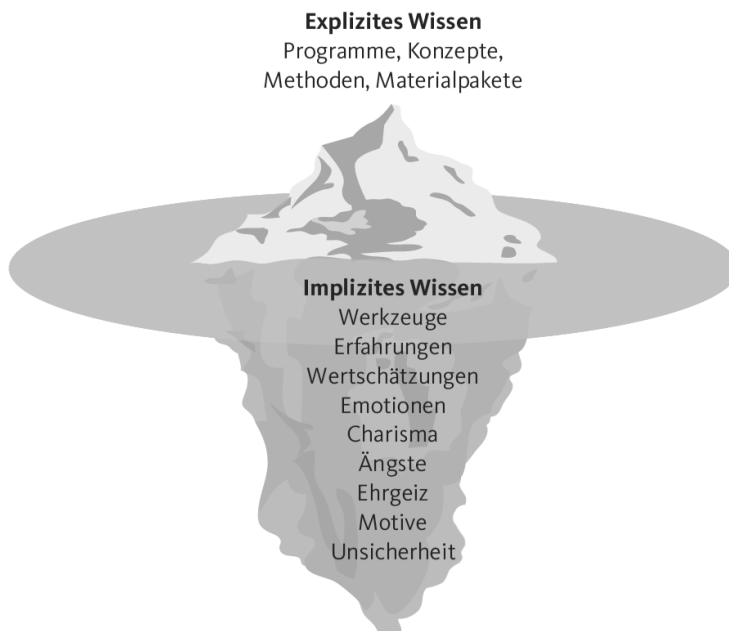 Explizites Wissen
Programme, Konzepte,
Methoden, Materialpakete
Implizites Wissen
Werkzeuge
Erfahrungen
Wertschätzungen
Emotionen
Charisma
Ängste
Ehrgeiz
Motive
Unsicherheit